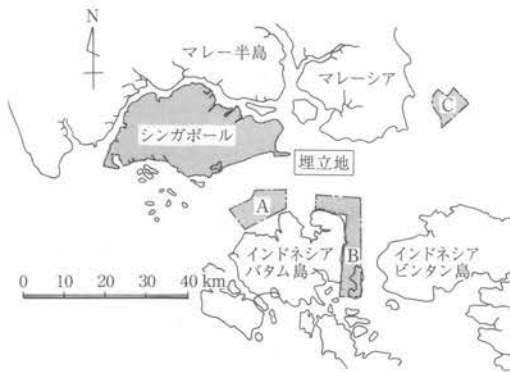 N
マレー半島
マレーシア
C
シンガポール
埋立地
A
B
インドネシア
バタム島
インドネシア
ビンタン島
0 10 20 30 40 km